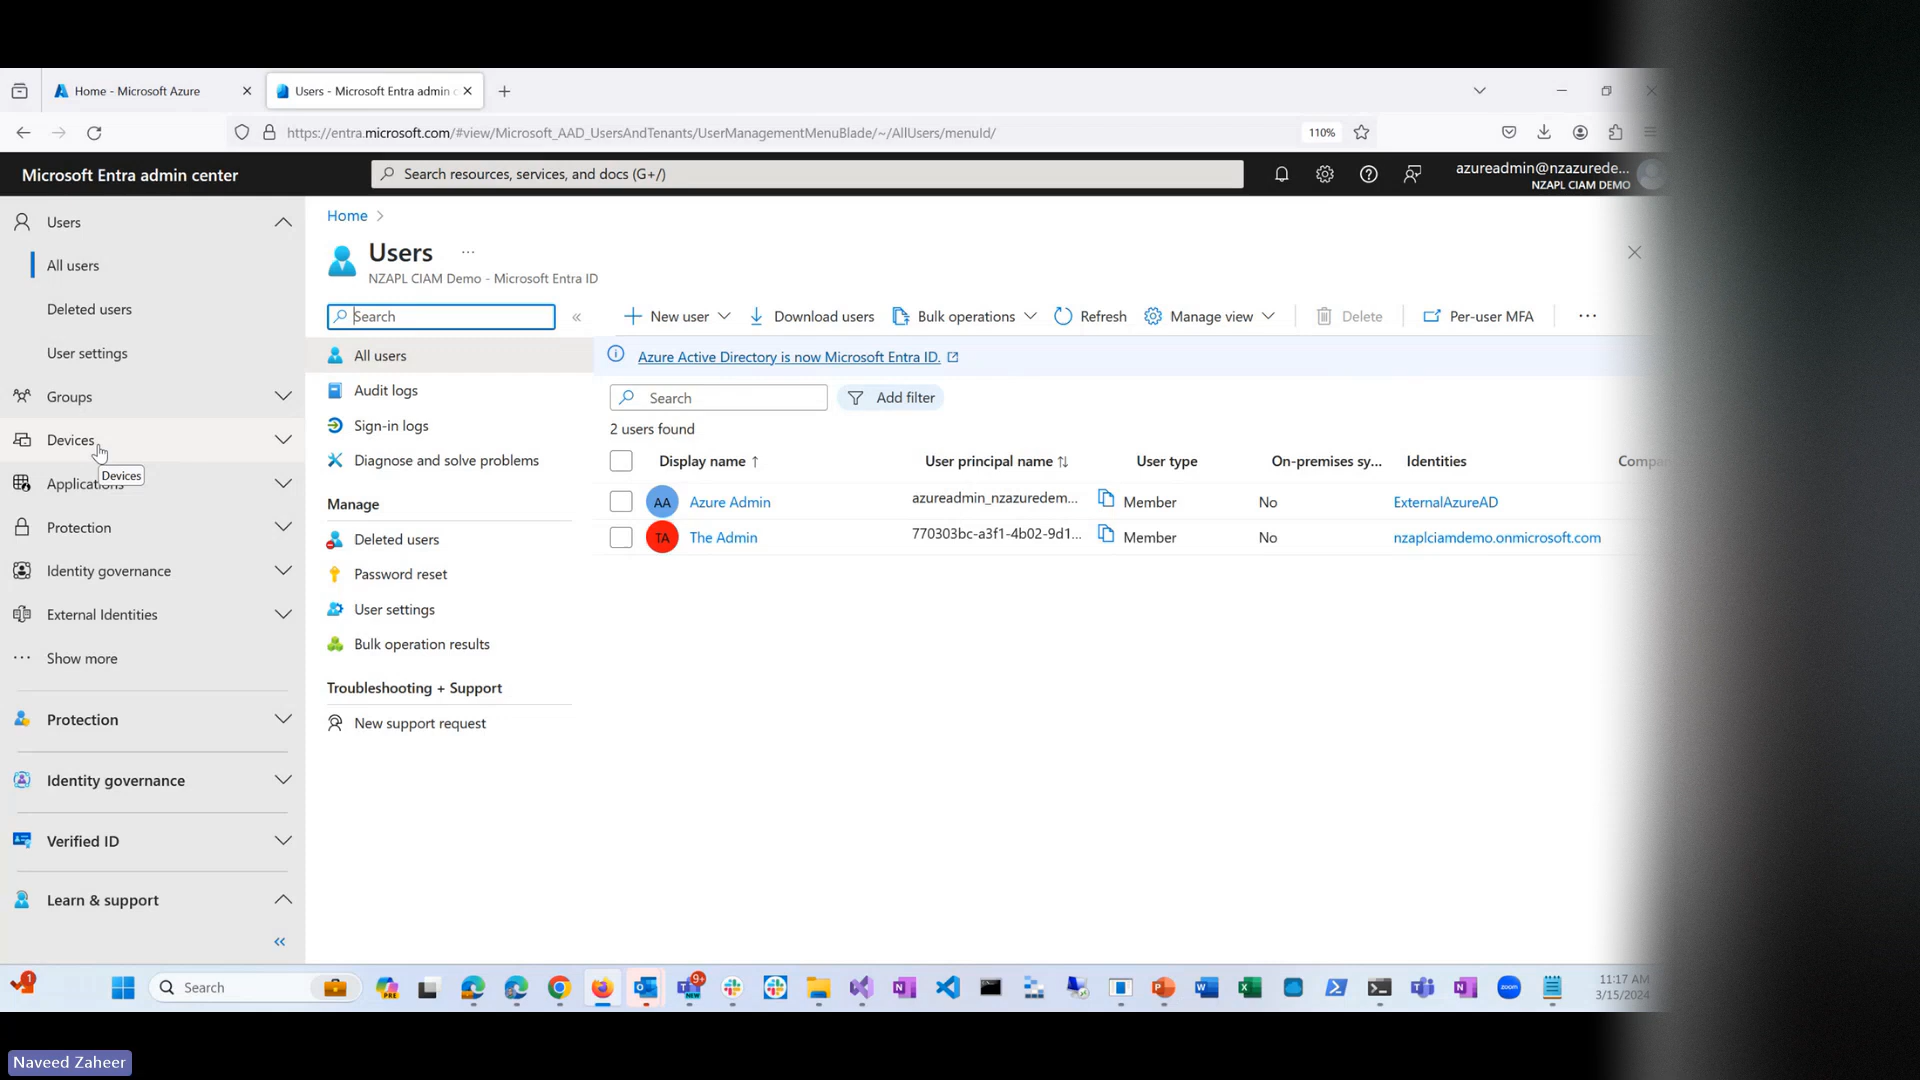 Home - Microsoft Azure
Users - Microsoft Entra admin c
https://entra.microsoft.com/#view/Microsoft_AAD_UsersAndTenants/UserManagementMenuBlade/~/AllUsers/menuId/
110%
Microsoft Entra admin center
Search resources, services, and docs (G+/)
azureadmin@nzazurede...
NZAPL CIAM DEMO
Users
All users
Deleted users
User settings
Groups
Devices
Devices
Applications
Protection
Identity governance
External Identities
Show more
Protection
Identity governance
Verified ID
Learn & support
Home
Users
NZAPL CIAM Demo - Microsoft Entra ID
Search
All users
Audit logs
Sign-in logs
Diagnose and solve problems
Manage
Deleted users
Password reset
User settings
Bulk operation results
Troubleshooting + Support
New support request
New user
Download users
Bulk operations
Refresh
Manage view
Delete
Per-user MFA
Azure Active Directory is now Microsoft Entra ID.
Search
Add filter
2 users found
Display name
User principal name
User type
On-premises sy...
Identities
Compa
AA
Azure Admin
azureadmin_nzazuredem...
Member
No
ExternalAzureAD
TA
The Admin
770303bc-a3f1-4b02-9d1...
Member
No
nzaplciamdemo.onmicrosoft.com
1
Search
PRE
9+
NEW
zoom
11:17 AM
3/15/2024
Naveed Zaheer